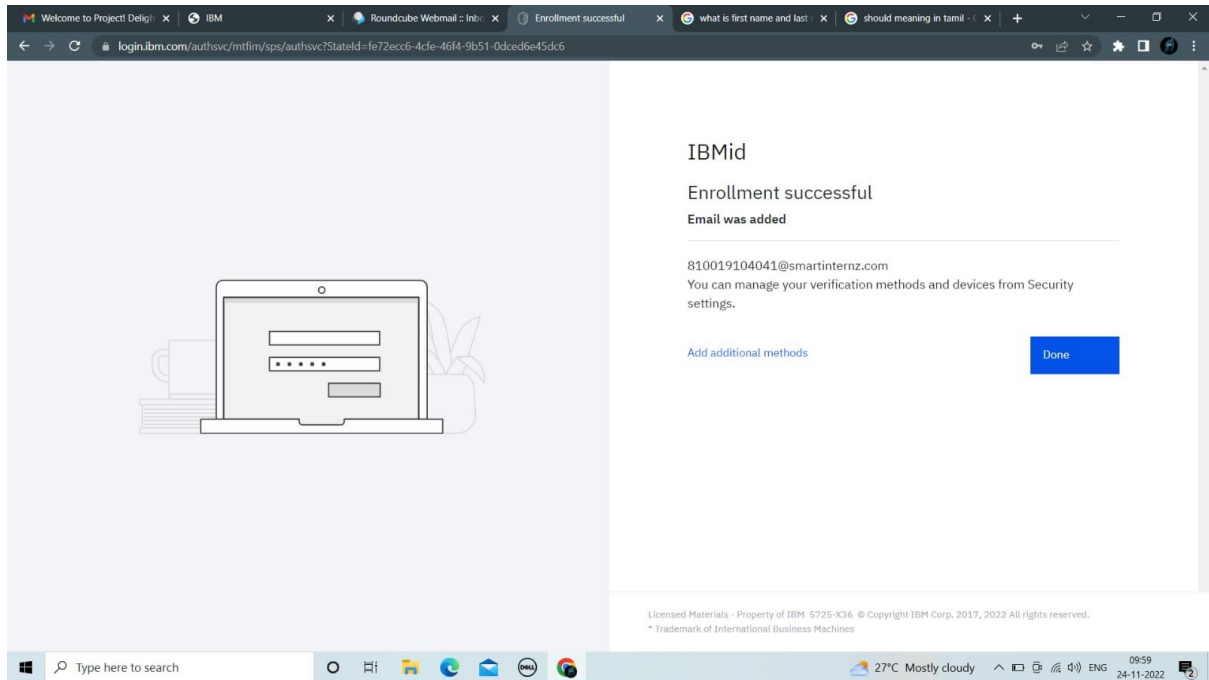 Welcome to Project! Deligh
IBM
Roundcube Webmail :: Inbo
Enrollment successful
what is first name and last
should meaning in tamil -
login.ibm.com/authsvc/mtfim/sps/authsvc?StateId=fe72ecc6-4cfe-46f4-9b51-0dced6e45dc6
IBMid
Enrollment successful
Email was added
810019104041@smartinternz.com
You can manage your verification methods and devices from Security
settings.
Add additional methods
Done
Licensed Materials - Property of IBM 5725-X36 © Copyright IBM Corp. 2017, 2022 All rights reserved.
* Trademark of International Business Machines
Type here to search
DELL
27°C Mostly cloudy
ENG
09:59
24-11-2022
2